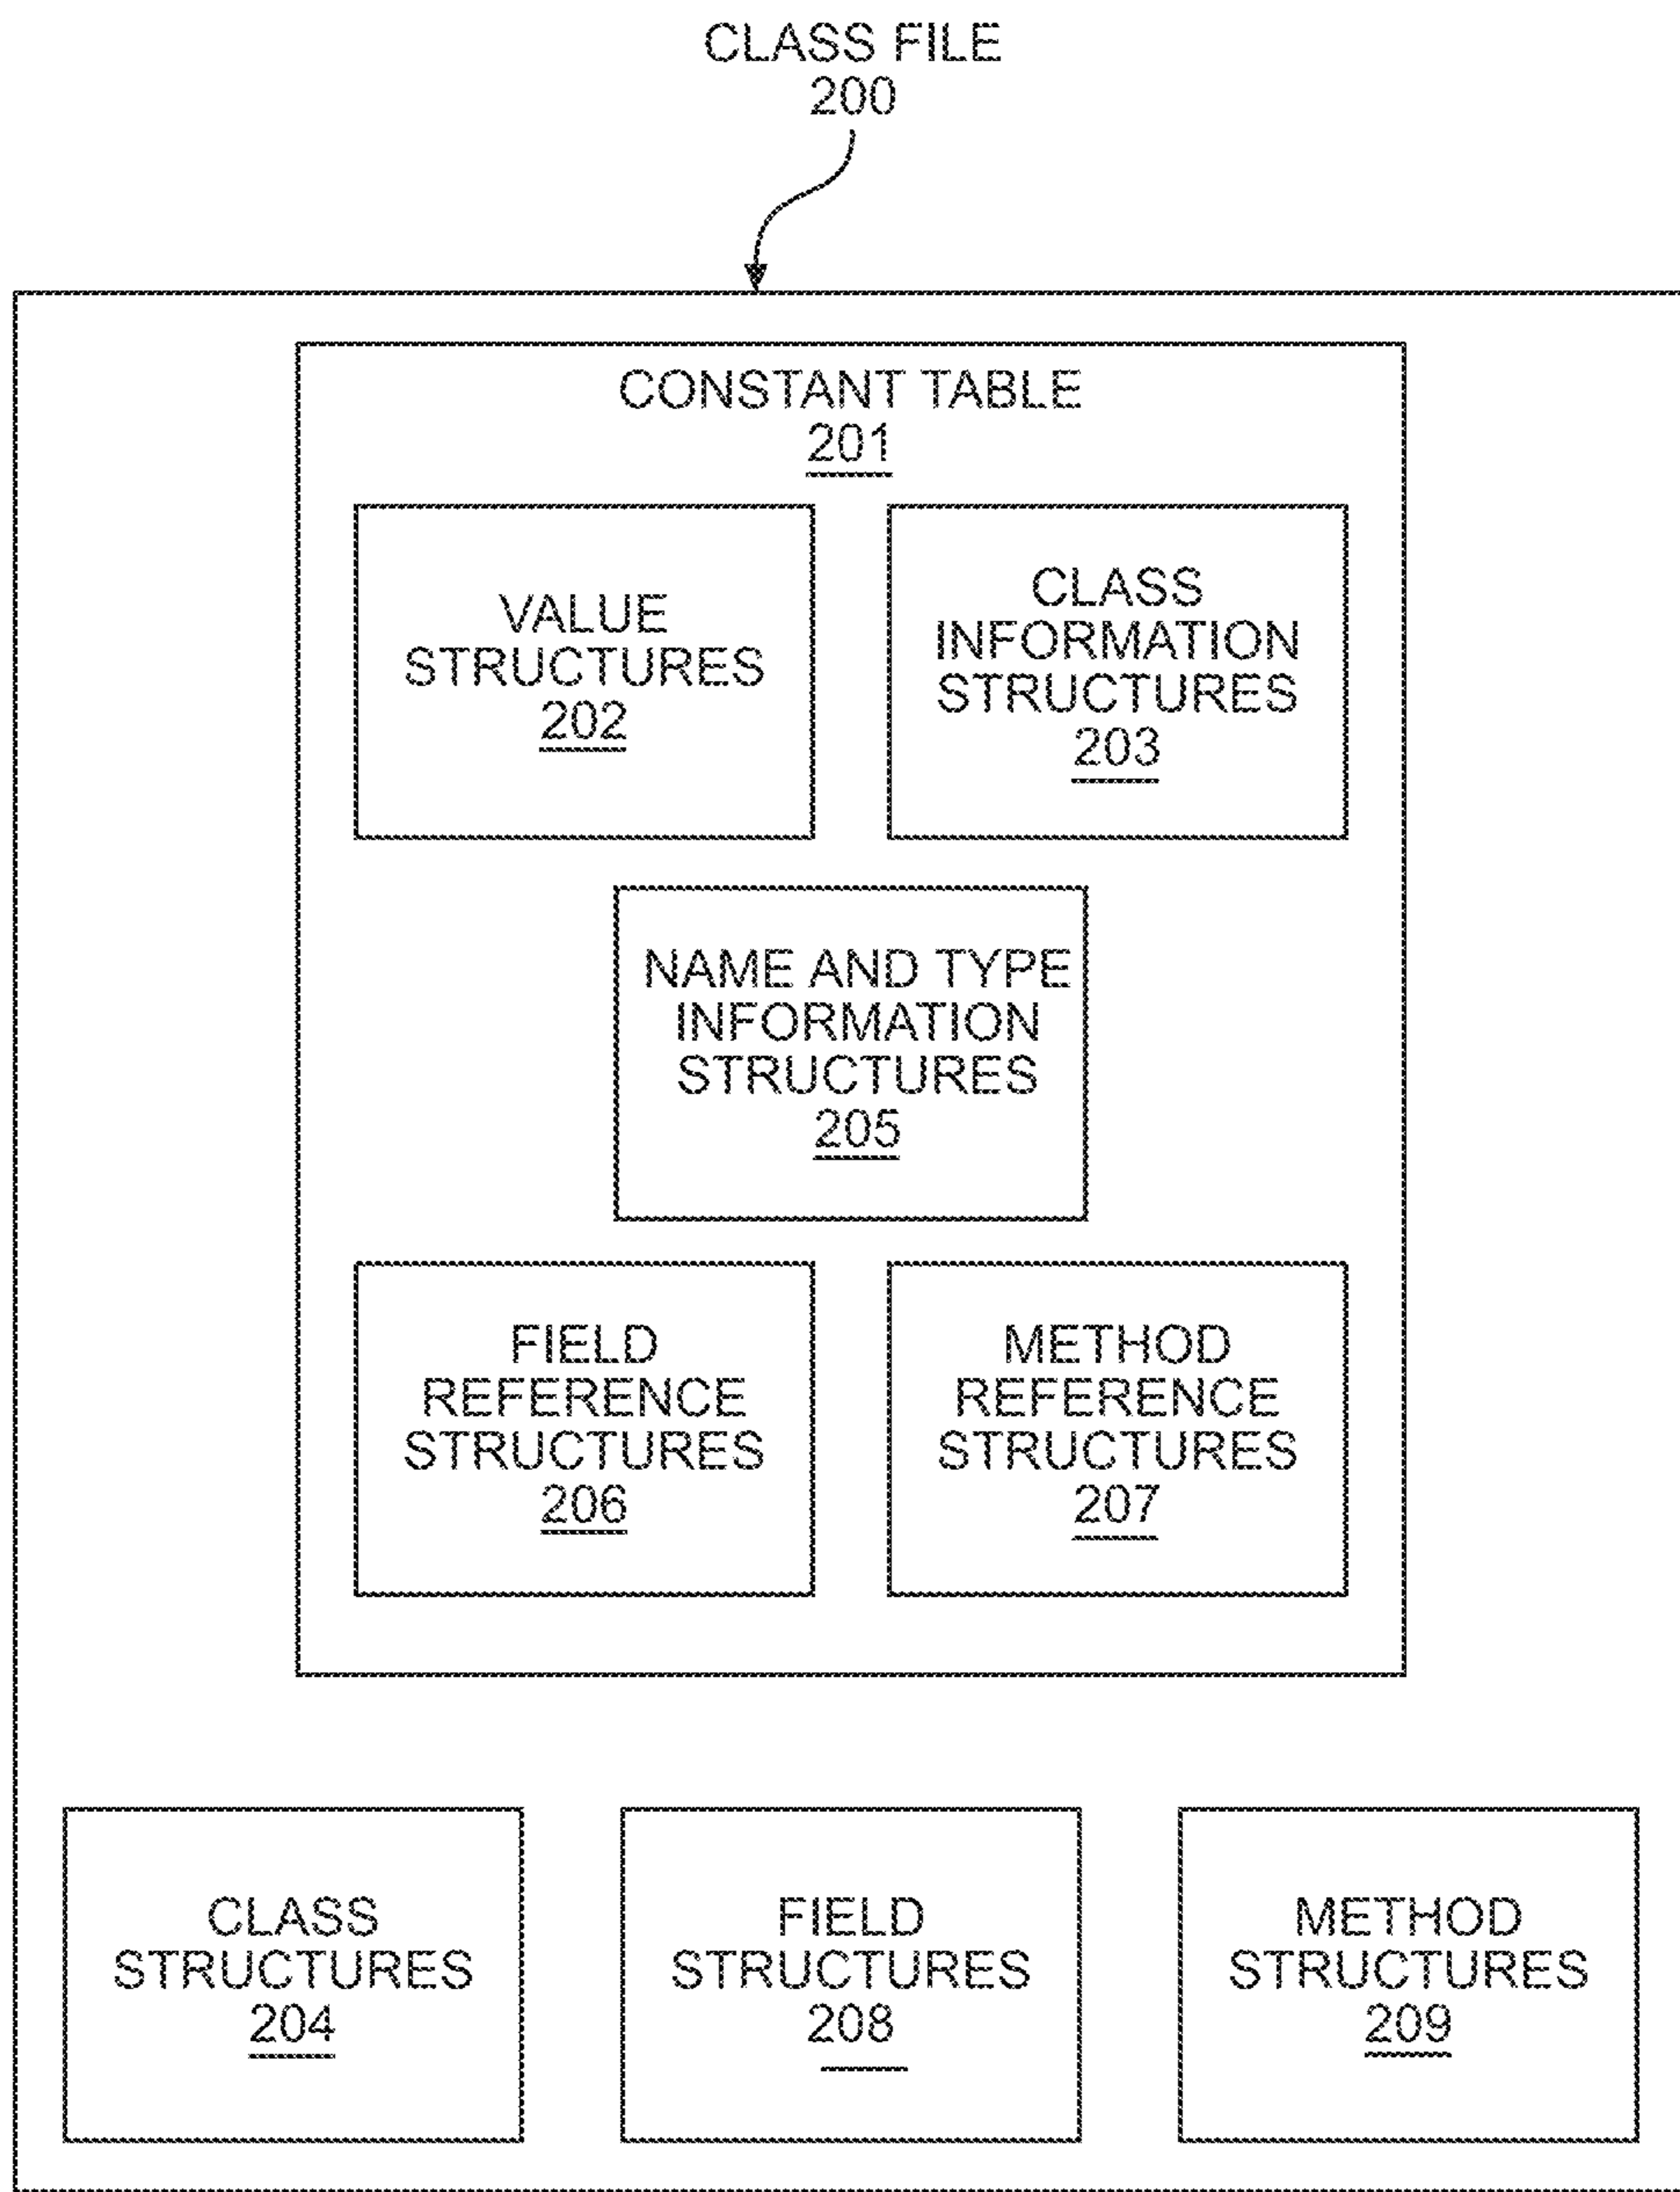 CLASS FILE
200
CONSTANT TABLE
201
VALUE
STRUCTURES
202
CLASS
INFORMATION
STRUCTURES
203
NAME AND TYPE
INFORMATION
STRUCTURES
205
FIELD
REFERENCE
STRUCTURES
206
METHOD
REFERENCE
STRUCTURES
207
CLASS
STRUCTURES
204
FIELD
STRUCTURES
208
METHOD
STRUCTURES
209